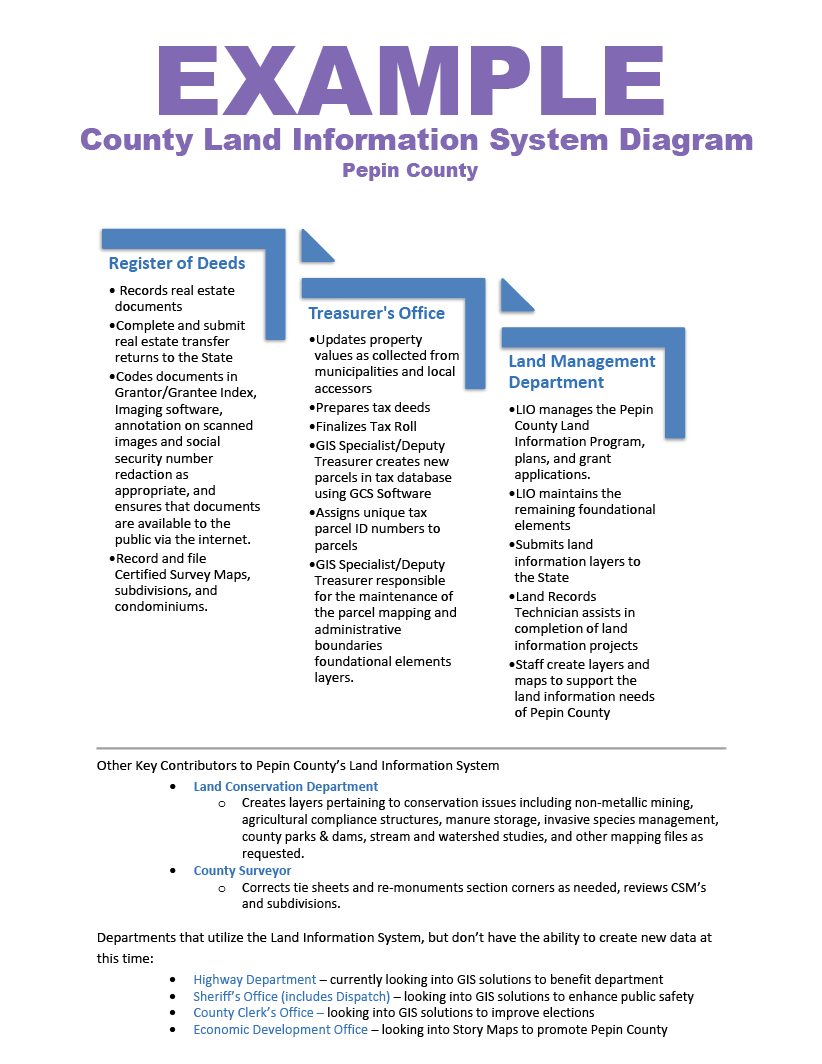 EXAMPLE
County Land Information System Diagram
Pepin County
Register of Deeds
• Records real estate
documents
•Complete and submit
real estate transfer
returns to the State
•Codes documents in
Grantor/Grantee Index,
Imaging software,
annotation on scanned
images and social
security number
redaction as
appropriate, and
ensures that documents
are available to the
public via the internet.
•Record and file
Certified Survey Maps,
subdivisions, and
condominiums.
Treasurer's Office
•Updates property
values as collected from
municipalities and local
accessors
•Prepares tax deeds
•Finalizes Tax Roll
•GIS Specialist/Deputy
Treasurer creates new
parcels in tax database
using GCS Software
•Assigns unique tax
parcel ID numbers to
parcels
•GIS Specialist/Deputy
Treasurer responsible
for the maintenance of
the parcel mapping and
administrative
boundaries
foundational elements
layers.
Land Management
Department
•LIO manages the Pepin
County Land
Information Program,
plans, and grant
applications.
•LIO maintains the
remaining foundational
elements
•Submits land
information layers to
the State
•Land Records
Technician assists in
completion of land
information projects
•Staff create layers and
maps to support the
land information needs
of Pepin County
Other Key Contributors to Pepin County’s Land Information System
• Land Conservation Department
o Creates layers pertaining to conservation issues including non-metallic mining,
agricultural compliance structures, manure storage, invasive species management,
county parks & dams, stream and watershed studies, and other mapping files as
requested.
• County Surveyor
o Corrects tie sheets and re-monuments section corners as needed, reviews CSM’s
and subdivisions.
Departments that utilize the Land Information System, but don’t have the ability to create new data at
this time:
• Highway Department – currently looking into GIS solutions to benefit department
• Sheriff’s Office (includes Dispatch) – looking into GIS solutions to enhance public safety
• County Clerk’s Office – looking into GIS solutions to improve elections
• Economic Development Office – looking into Story Maps to promote Pepin County